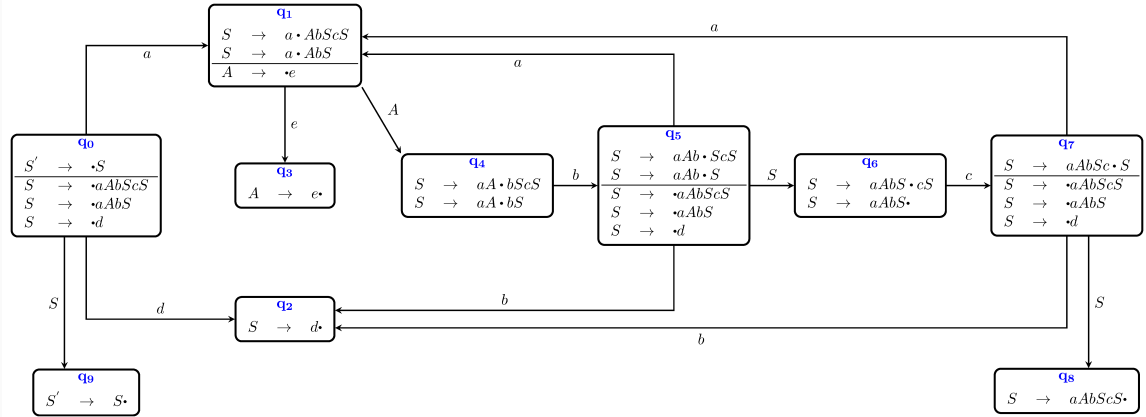 q1
S → a • AbScS
S → a • AbS
A → •e
a
a
a
e
A
q0
S' → •S
S → •aAbScS
S → •aAbS
S → •d
q3
A → e•
q4
S → aA • bScS
S → aA • bS
b
q5
S → aAb • ScS
S → aAb • S
S → •aAbScS
S → •aAbS
S → •d
S
q6
S → aAbS • cS
S → aAbS•
c
q7
S → aAbSc • S
S → •aAbScS
S → •aAbS
S → •d
S
d
q2
S → d•
b
b
S
q9
S' → S•
q8
S → aAbScS•